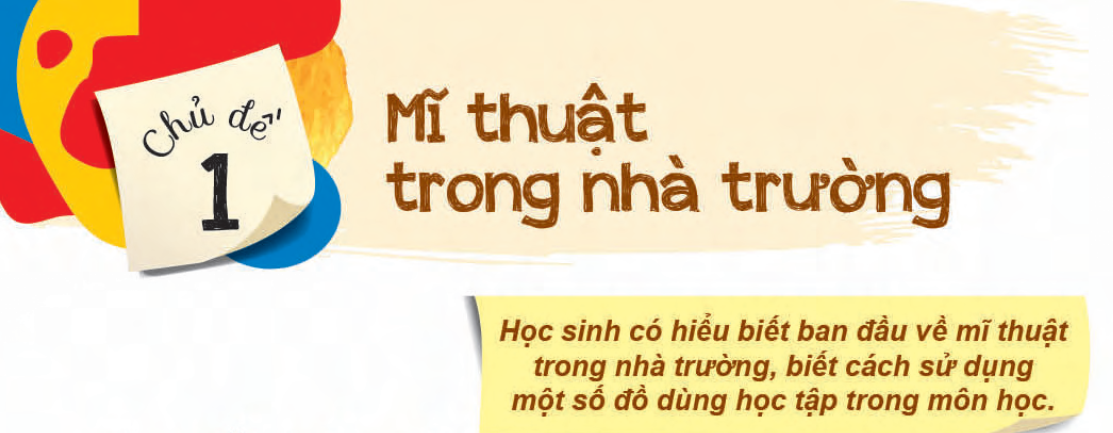 Chủ đề
1
Mĩ thuật
trong nhà trường
Học sinh có hiểu biết ban đầu về mĩ thuật
trong nhà trường, biết cách sử dụng
một số đồ dùng học tập trong môn học.